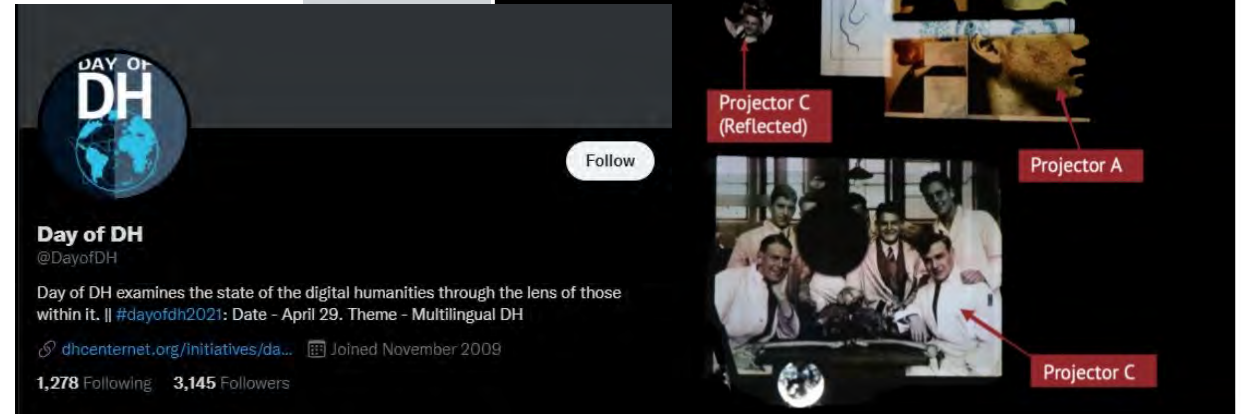 DAY OF
DH
Follow
Day of DH
@DayofDH
Day of DH examines the state of the digital humanities through the lens of those
within it. || #dayofdh2021: Date - April 29. Theme - Multilingual DH
dhcenternet.org/initiatives/da...
Joined November 2009
1,278 Following 3,145 Followers
Projector C
(Reflected)
Projector A
Projector C